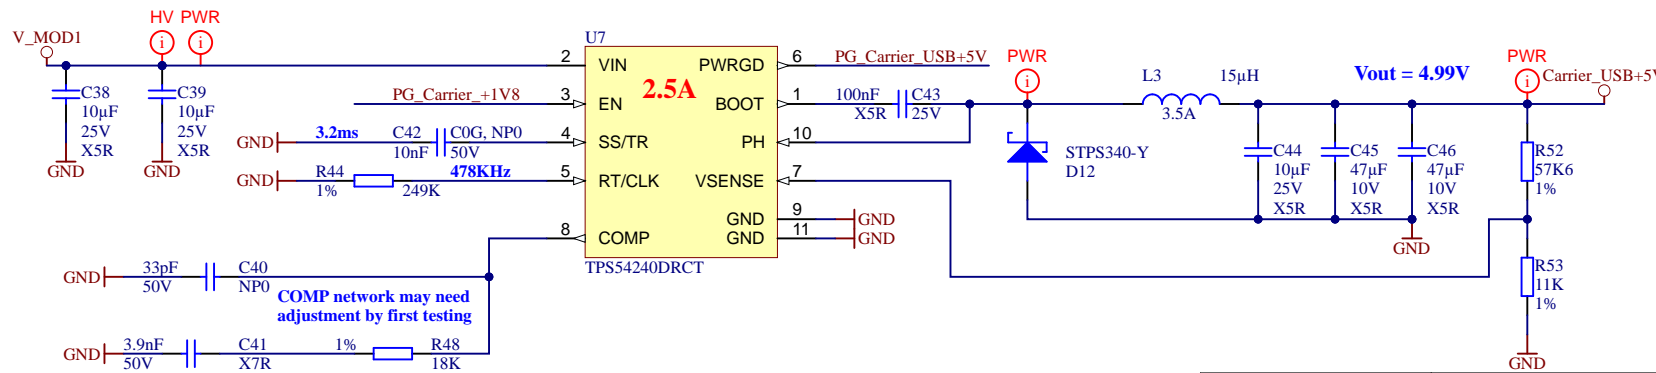 HV PWR
V_MOD1
U7
2 VIN PWRGD 6 PG_Carrier_USB+5V
PWR
L3 15µH
Vout = 4.99V
PWR
Carrier_USB+5V
i i i i
C38
10µF
25V
X5R
GND
C39
10µF
25V
X5R
GND
2.5A
PG_Carrier_+1V8 3 EN BOOT 1
100nF C43
X5R 25V
3.5A
GND 3.2ms C42 C0G, NP0 4 SS/TR PH 10
10nF 50V
GND R44 478KHz 5 RT/CLK VSENSE 7
1% 249K
STPS340-Y
D12
C44
10µF
25V
X5R
C45
47µF
10V
X5R
C46
47µF
10V
X5R
GND
R52
57K6
1%
GND 9 GND
8 COMP GND 11 GND
TPS54240DRCT
GND 33pF C40
50V NP0
COMP network may need
adjustment by first testing
R53
11K
1%
GND
GND 3.9nF C41 1% R48
50V X7R 18K